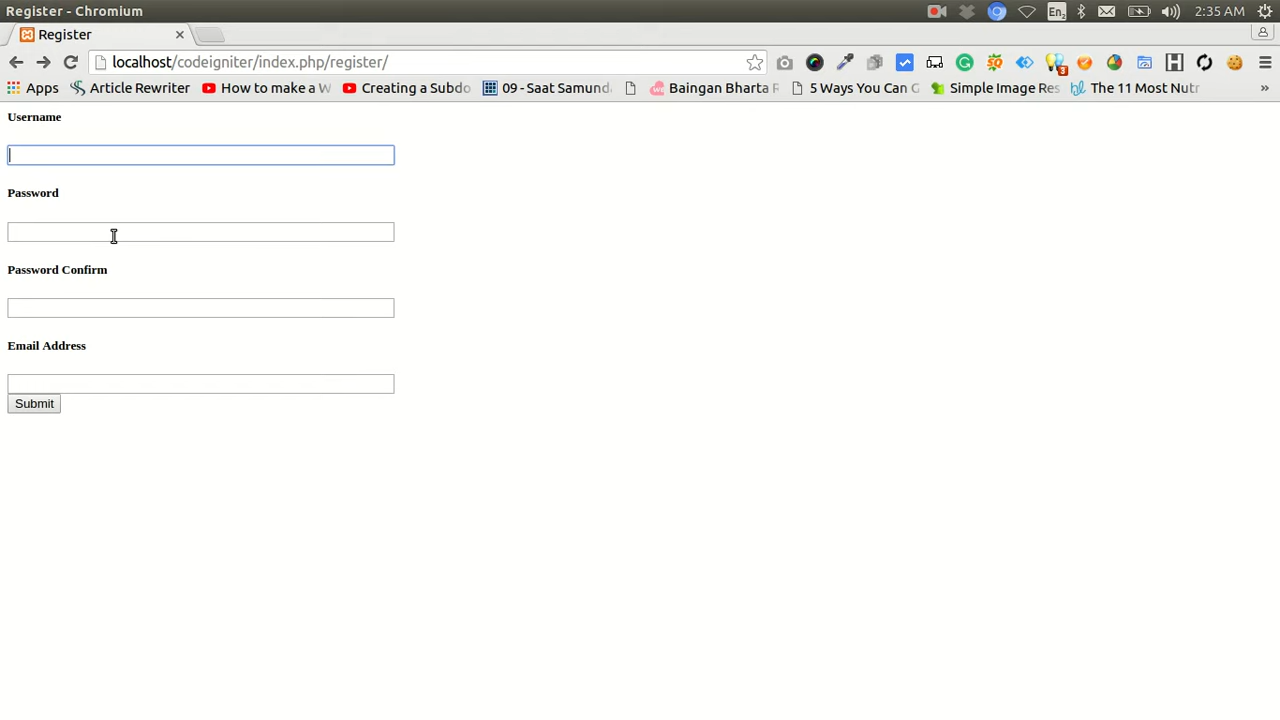 Register - Chromium
En2
2:35 AM
Register
localhost/codeigniter/index.php/register/
3
Apps
Article Rewriter
How to make a W
Creating a Subdo
09 - Saat Samund
Baingan Bharta R
5 Ways You Can G
Simple Image Res
The 11 Most Nutr
»
Username
Password
Password Confirm
Email Address
Submit